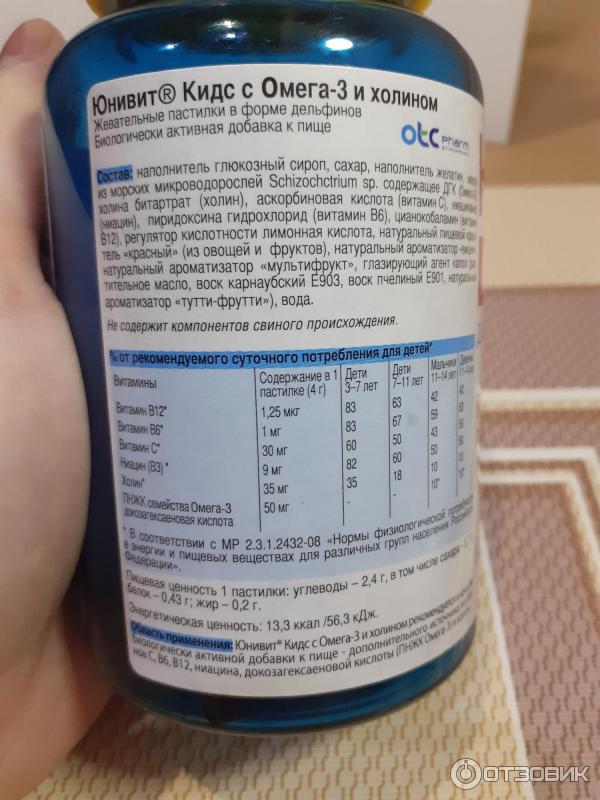 Юнивит® Кидс с Омега-3 и холином
Жевательные пастилки в форме дельфинов
Биологически активная добавка к пище
otc pharm
Состав: наполнитель глюкозный сироп, сахар, наполнитель желатин,
из морских микроводорослей Schizochctrium sp. содержащее ДГК
холина битартрат (холин), аскорбиновая кислота (витамин С),
(ниацин), пиридоксина гидрохлорид (витамин В6), цианокобаламин
В12), регулятор кислотности лимонная кислота, натуральный пищевой
тель «красный» (из овощей и фруктов), натуральный ароматизатор
натуральный ароматизатор «мультифрукт», глазирующий агент капол
тительное масло, воск карнаубский Е903, воск пчелиный Е901,
ароматизатор «тутти-фрутти»), вода.
Не содержит компонентов свиного происхождения.
% от рекомендуемого суточного потребления для детей*
Витамины Содержание в 1 пастилке (4 г) Дети 3–7 лет Дети 7–11 лет Мальчики 11–14 лет
Витамин В12* 1,25 мкг 83 63 42
Витамин В6* 1 мг 83 67 59
Витамин С* 30 мг 60 50 43
Ниацин (В3) * 9 мг 82 60 50
Холин* 35 мг 35 18 10
ПНЖК семейства Омега-3 докозагексаеновая кислота 50 мг 10*
* В соответствии с МР 2.3.1.2432-08 «Нормы физиологической
в энергии и пищевых веществах для различных групп населения
Федерации».
Пищевая ценность 1 пастилки: углеводы – 2,4 г, в том числе сахара
белок – 0,43 г; жир – 0,2 г.
Энергетическая ценность: 13,3 ккал /56,3 кДж.
Область применения: Юнивит® Кидс с Омега-3 и холином рекомендуется в
биологически активной добавки к пище - дополнительного
нов С, В6, В12, ниацина, докозагексаеновой кислоты (ПНЖК Омега-3)
ОТЗОВИК